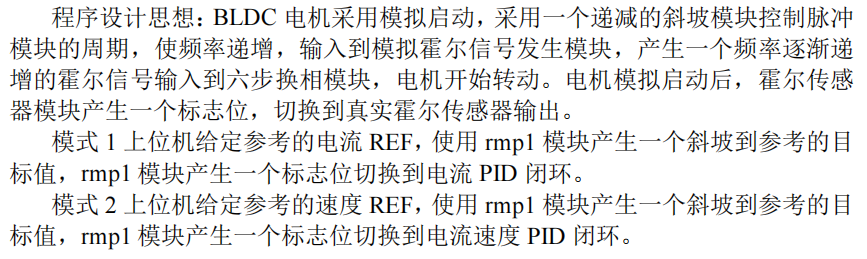 程序设计思想：BLDC 电机采用模拟启动，采用一个递减的斜坡模块控制脉冲
模块的周期，使频率递增，输入到模拟霍尔信号发生模块，产生一个频率逐渐递
增的霍尔信号输入到六步换相模块，电机开始转动。电机模拟启动后，霍尔传感
器模块产生一个标志位，切换到真实霍尔传感器输出。
模式 1 上位机给定参考的电流 REF，使用 rmp1 模块产生一个斜坡到参考的目
标值，rmp1 模块产生一个标志位切换到电流 PID 闭环。
模式 2 上位机给定参考的速度 REF，使用 rmp1 模块产生一个斜坡到参考的目
标值，rmp1 模块产生一个标志位切换到电流速度 PID 闭环。